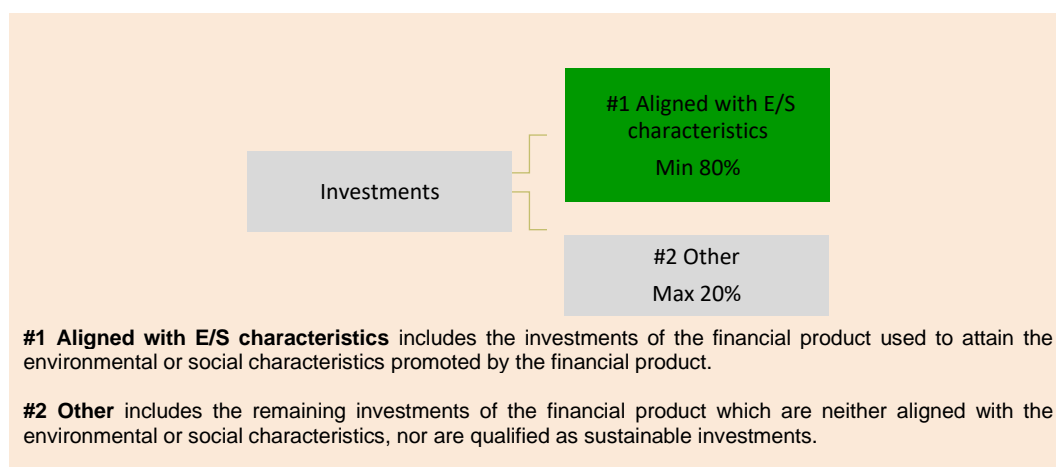 #1 Aligned with E/S
characteristics
Min 80%
Investments
#2 Other
Max 20%
#1 Aligned with E/S characteristics includes the investments of the financial product used to attain the
environmental or social characteristics promoted by the financial product.
#2 Other includes the remaining investments of the financial product which are neither aligned with the
environmental or social characteristics, nor are qualified as sustainable investments.